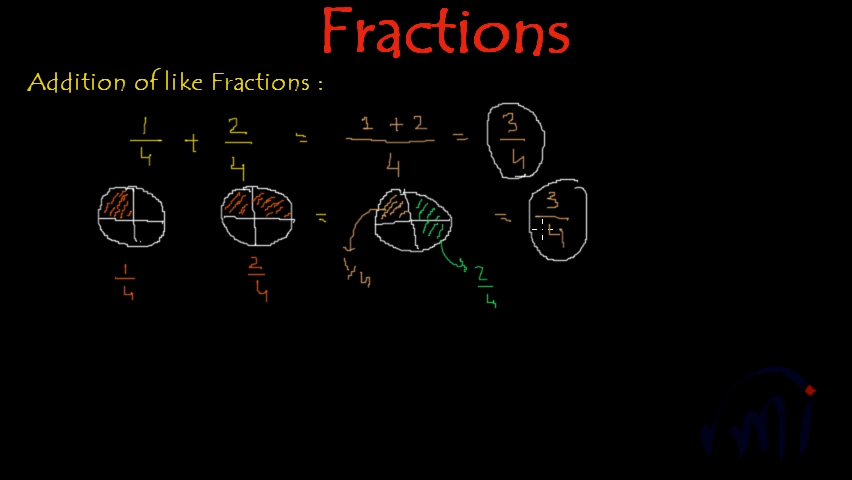 Fractions
Addition of like Fractions :
1/4 + 2/4 = (1 + 2)/4 = 3/4
= = 3/4
1/4 2/4 1/4 2/4
rmi